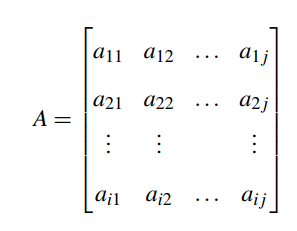 a₁₁ a₁₂ … a₁ⱼ
a₂₁ a₂₂ … a₂ⱼ
A =
⋮ ⋮ ⋮
aᵢ₁ aᵢ₂ … aᵢⱼ